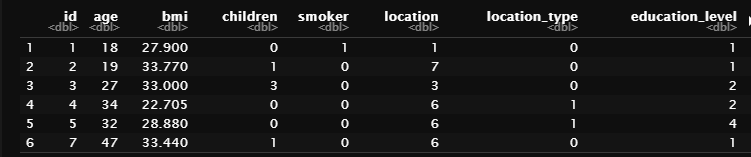 id age bmi children smoker location location_type education_level
<dbl> <dbl> <dbl> <dbl> <dbl> <dbl> <dbl> <dbl>
1 1 18 27.900 0 1 1 0 1
2 2 19 33.770 1 0 7 0 1
3 3 27 33.000 3 0 3 0 2
4 4 34 22.705 0 0 6 1 2
5 5 32 28.880 0 0 6 1 4
6 7 47 33.440 1 0 6 0 1